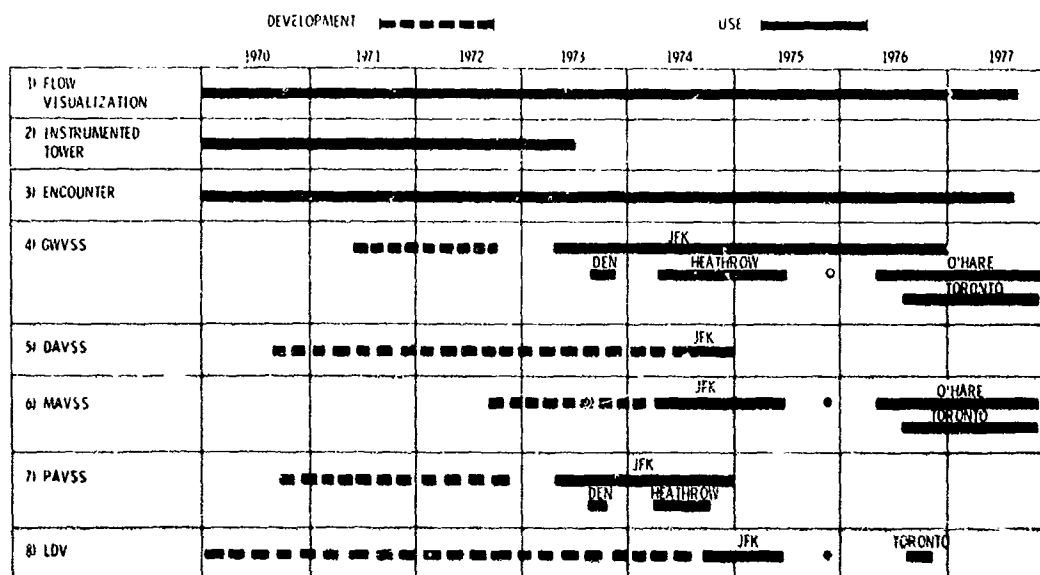 DEVELOPMENT USE
1970 1971 1972 1973 1974 1975 1976 1977
1) FLOW
VISUALIZATION
2) INSTRUMENTED
TOWER
3) ENCOUNTER
4) GWVSS
JFK
DEN HEATHROW O'HARE
TORONTO
5) DAVSS
JFK
6) MAVSS
JFK O'HARE
TORONTO
7) PAVSS
JFK
DEN HEATHROW
8) LDV
JFK TORONTO